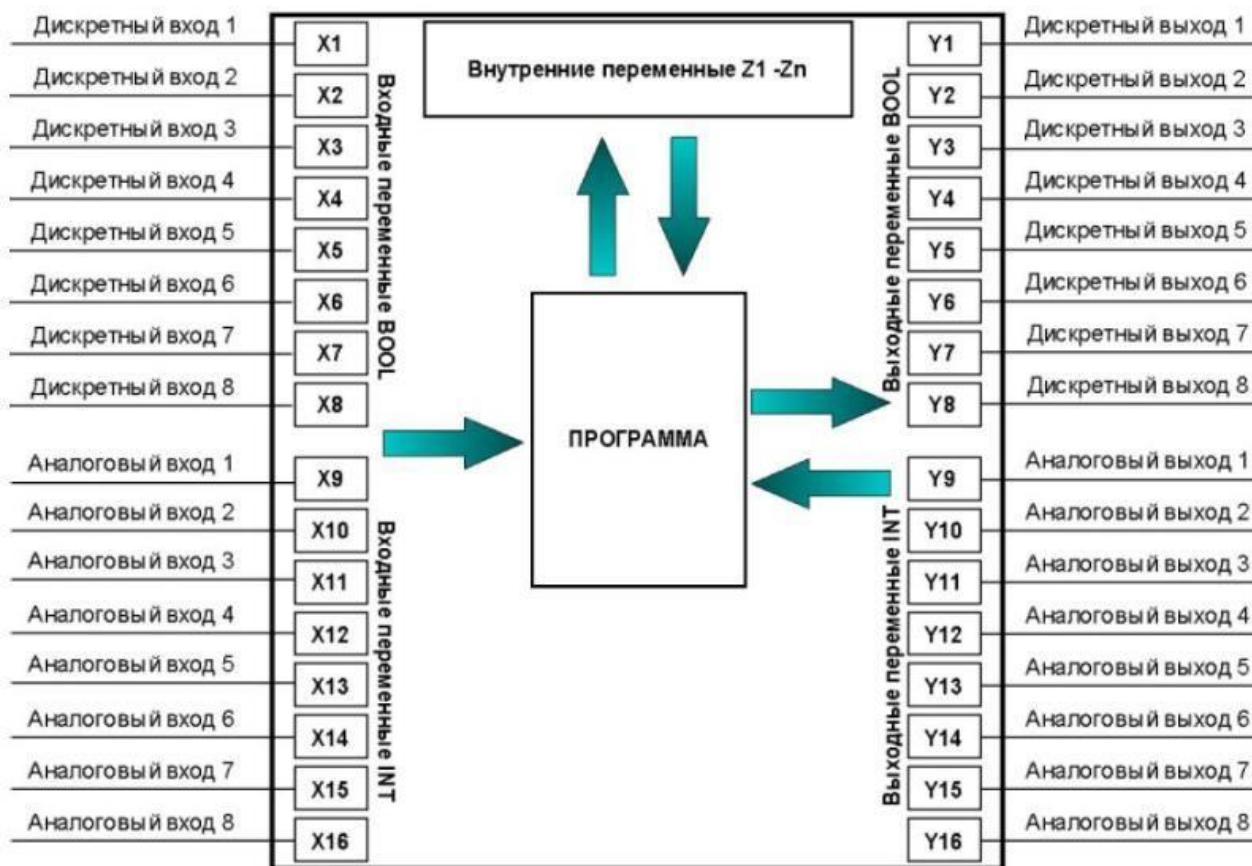 Дискретный вход 1
Дискретный вход 2
Дискретный вход 3
Дискретный вход 4
Дискретный вход 5
Дискретный вход 6
Дискретный вход 7
Дискретный вход 8
Аналоговый вход 1
Аналоговый вход 2
Аналоговый вход 3
Аналоговый вход 4
Аналоговый вход 5
Аналоговый вход 6
Аналоговый вход 7
Аналоговый вход 8
X1
X2
X3
X4
X5
X6
X7
X8
X9
X10
X11
X12
X13
X14
X15
X16
Входные переменные BOOL
Входные переменные INT
Внутренние переменные Z1 -Zn
ПРОГРАММА
Выходные переменные BOOL
Выходные переменные INT
Y1
Y2
Y3
Y4
Y5
Y6
Y7
Y8
Y9
Y10
Y11
Y12
Y13
Y14
Y15
Y16
Дискретный выход 1
Дискретный выход 2
Дискретный выход 3
Дискретный выход 4
Дискретный выход 5
Дискретный выход 6
Дискретный выход 7
Дискретный выход 8
Аналоговый выход 1
Аналоговый выход 2
Аналоговый выход 3
Аналоговый выход 4
Аналоговый выход 5
Аналоговый выход 6
Аналоговый выход 7
Аналоговый выход 8